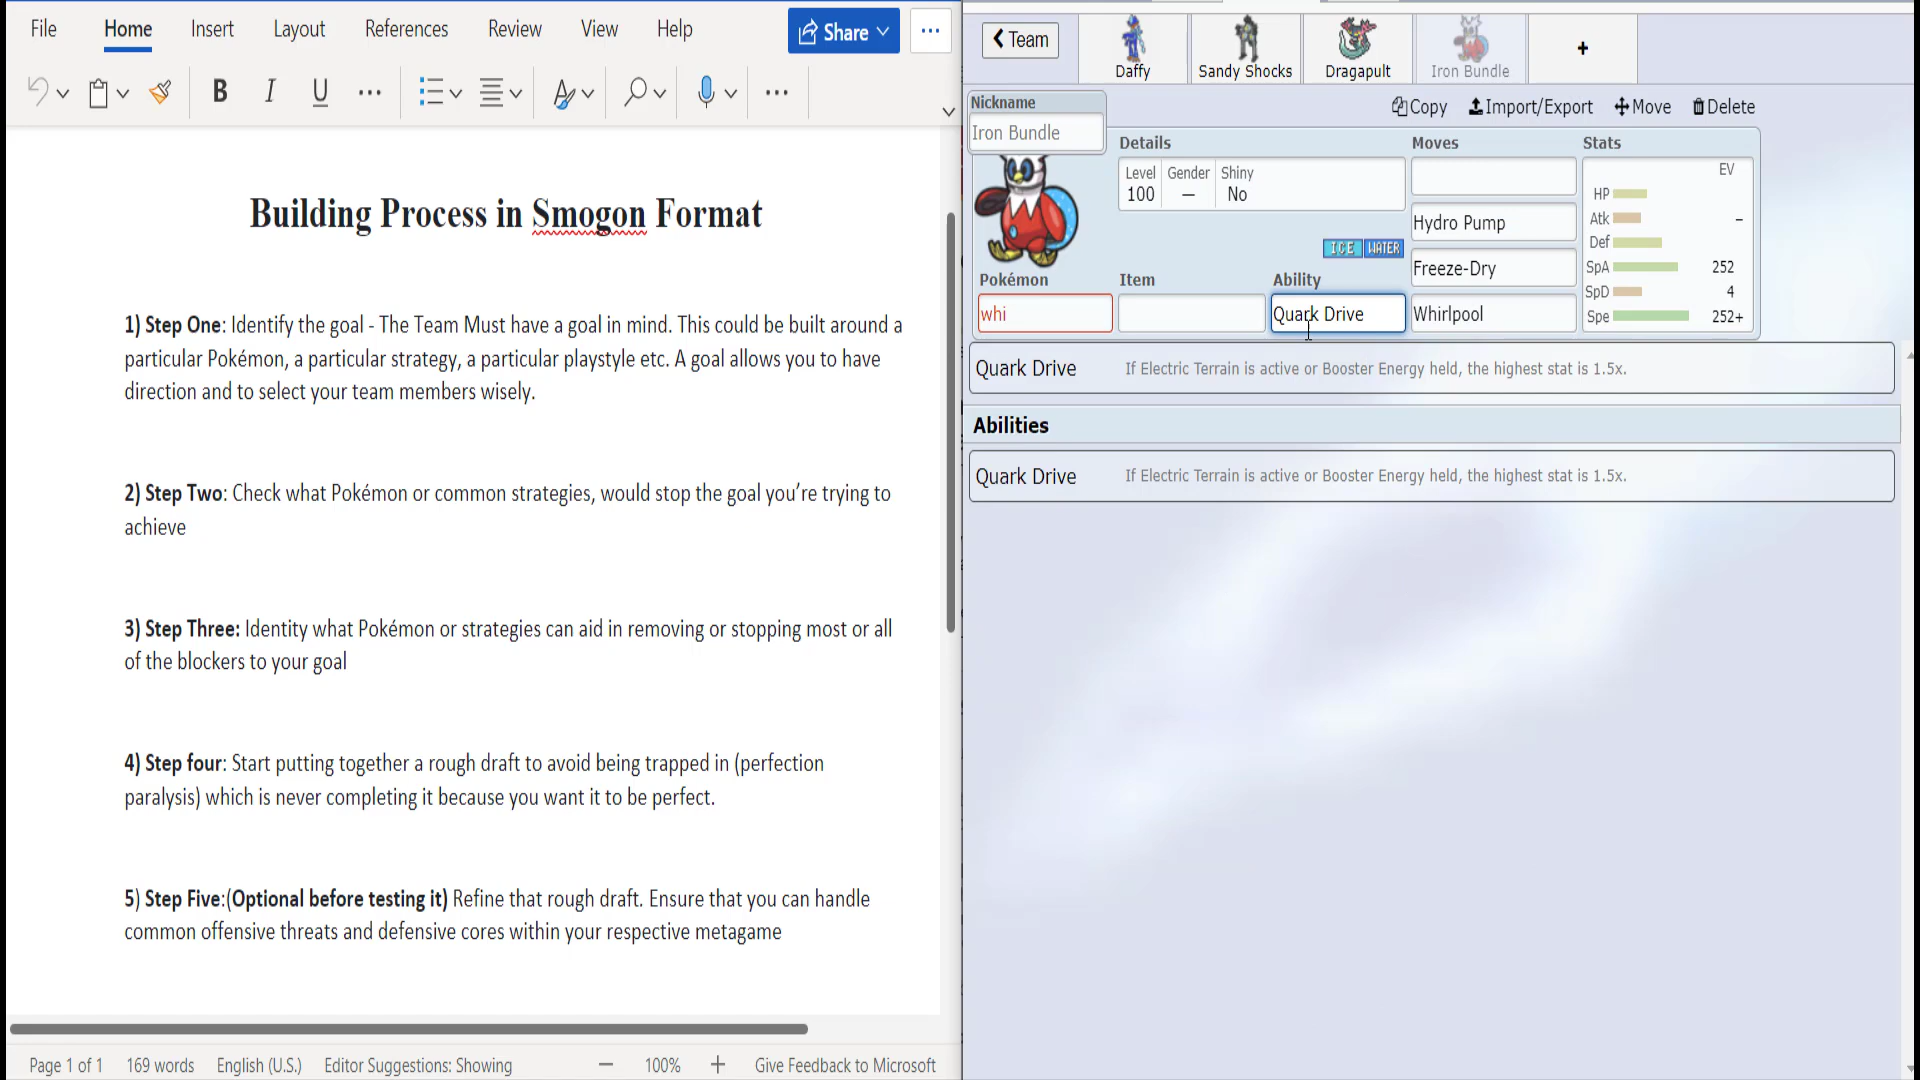 File Home Insert Layout References Review View Help Share
B I U
Building Process in Smogon Format
1) Step One: Identify the goal - The Team Must have a goal in mind. This could be built around a
particular Pokémon, a particular strategy, a particular playstyle etc. A goal allows you to have
direction and to select your team members wisely.
2) Step Two: Check what Pokémon or common strategies, would stop the goal you’re trying to
achieve
3) Step Three: Identity what Pokémon or strategies can aid in removing or stopping most or all
of the blockers to your goal
4) Step four: Start putting together a rough draft to avoid being trapped in (perfection
paralysis) which is never completing it because you want it to be perfect.
5) Step Five:(Optional before testing it) Refine that rough draft. Ensure that you can handle
common offensive threats and defensive cores within your respective metagame
Page 1 of 1 169 words English (U.S.) Editor Suggestions: Showing 100% Give Feedback to Microsoft
Team
Daffy Sandy Shocks Dragapult Iron Bundle +
Copy Import/Export Move Delete
Nickname
Iron Bundle
Details
Level Gender Shiny
100 — No
ICE WATER
Pokémon Item Ability
whi Quark Drive
Moves
Hydro Pump
Freeze-Dry
Whirlpool
Stats
EV
HP
Atk –
Def
SpA 252
SpD 4
Spe 252+
Quark Drive If Electric Terrain is active or Booster Energy held, the highest stat is 1.5x.
Abilities
Quark Drive If Electric Terrain is active or Booster Energy held, the highest stat is 1.5x.